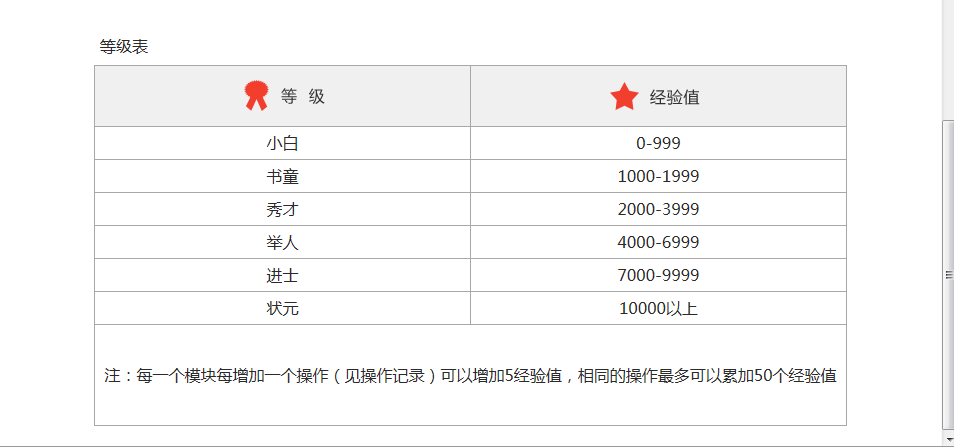 等级表
等 级 经验值
小白 0-999
书童 1000-1999
秀才 2000-3999
举人 4000-6999
进士 7000-9999
状元 10000以上
注：每一个模块每增加一个操作（见操作记录）可以增加5经验值，相同的操作最多可以累加50个经验值